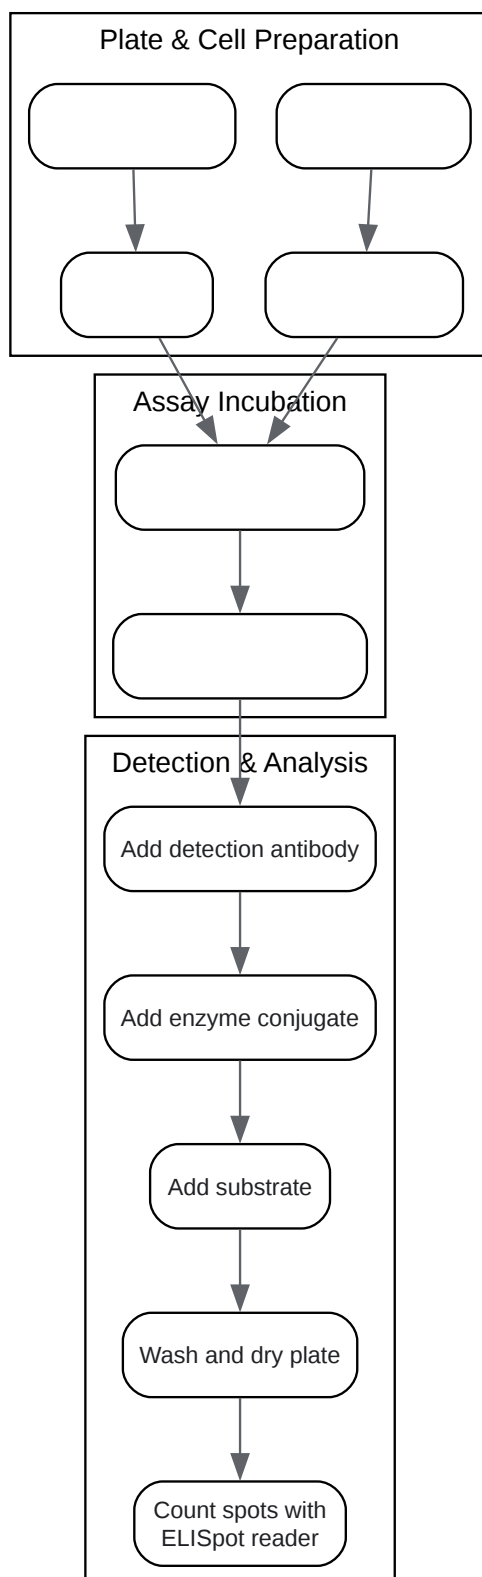 Plate & Cell Preparation
Assay Incubation
Detection & Analysis
Add detection antibody
Add enzyme conjugate
Add substrate
Wash and dry plate
Count spots with
ELISpot reader